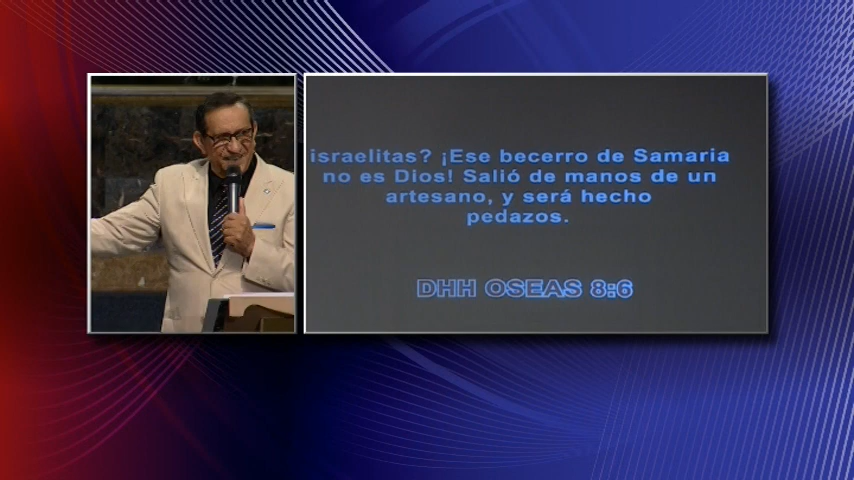 israelitas? ¡Ese becerro de Samaria
no es Dios! Salió de manos de un
artesano, y será hecho
pedazos.
DHH OSEAS 8:6